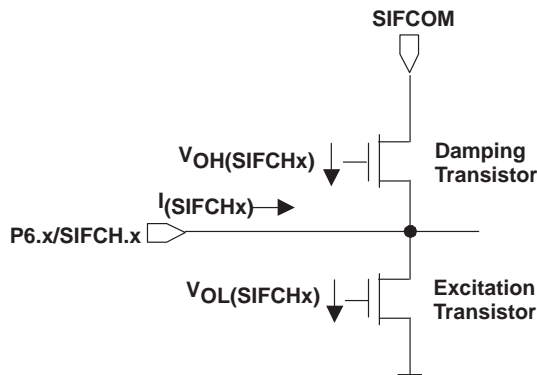 SIFCOM
VOH(SIFCHx)
Damping
Transistor
I(SIFCHx)
P6.x/SIFCH.x
VOL(SIFCHx)
Excitation
Transistor